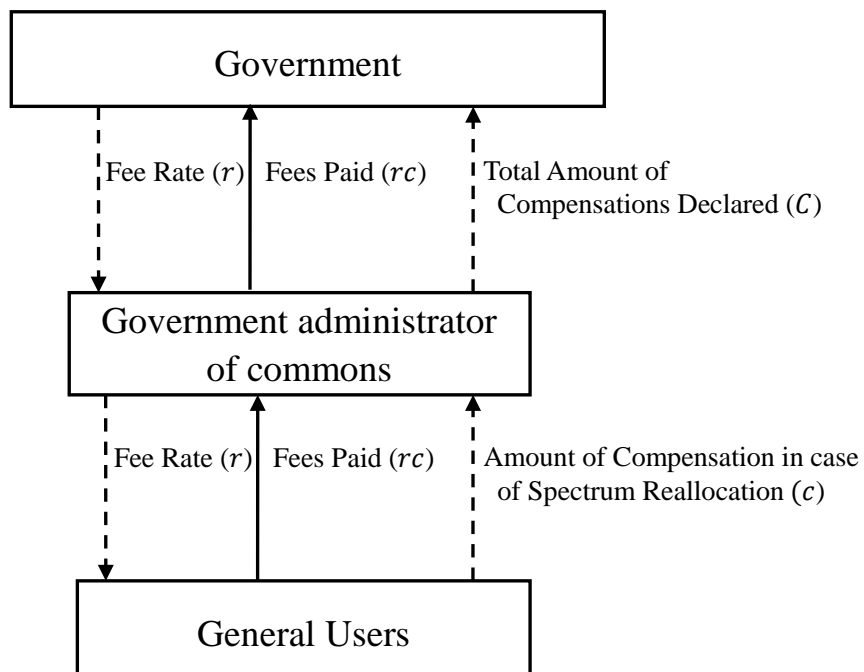 Government
Fee Rate (r)
Fees Paid (rc)
Total Amount of
Compensations Declared (C)
Government administrator
of commons
Fee Rate (r)
Fees Paid (rc)
Amount of Compensation in case
of Spectrum Reallocation (c)
General Users